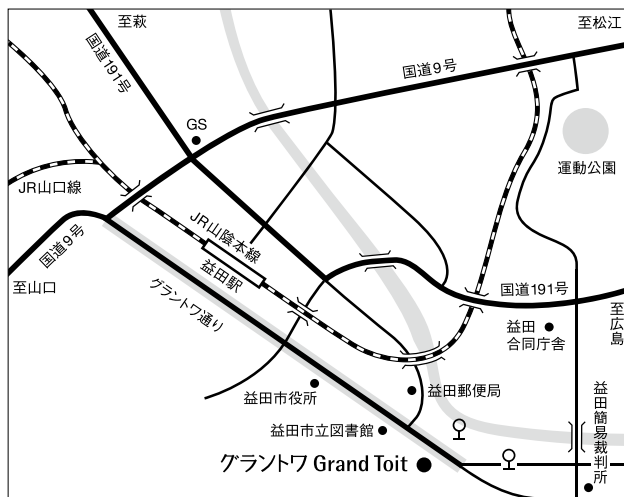 至萩
至松江
国道191号
国道9号
GS
運動公園
JR山口線
JR山陰本線
益田駅
国道9号
至山口
グラントワ通り
国道191号
至広島
益田
合同庁舎
益田市役所
益田郵便局
益田簡易裁判所
益田市立図書館
グラントワ Grand Toit